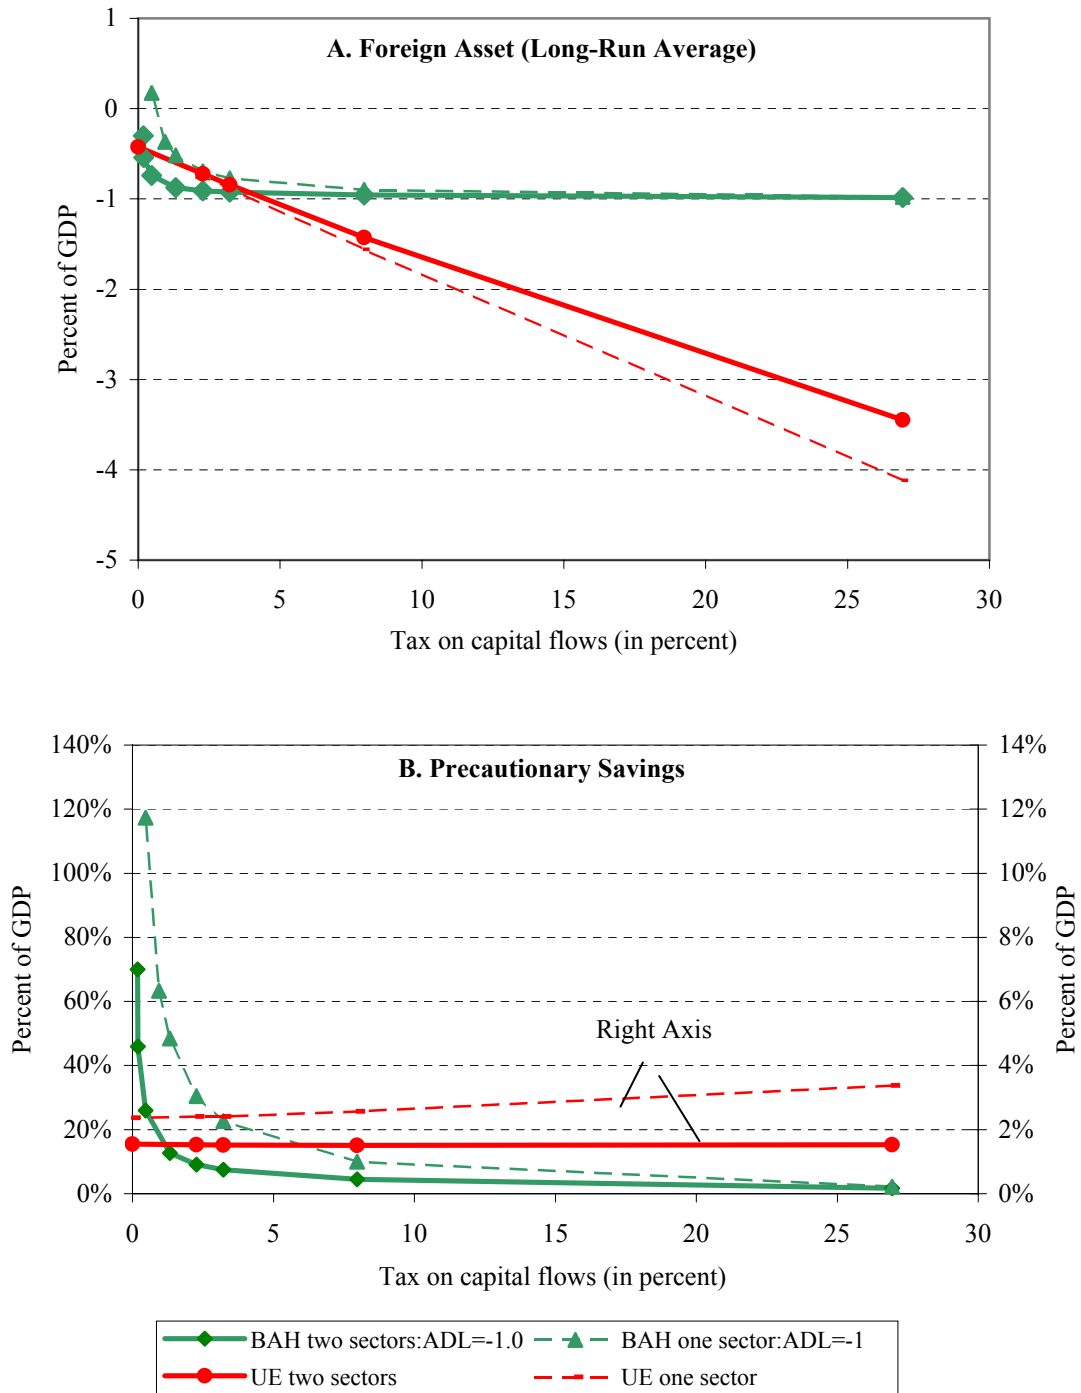 A. Foreign Asset (Long-Run Average)
1
0
-1
-2
-3
-4
-5
Percent of GDP
0 5 10 15 20 25 30
Tax on capital flows (in percent)
B. Precautionary Savings
140% 14%
120% 12%
100% 10%
80% 8%
60% 6%
40% 4%
20% 2%
0% 0%
Percent of GDP
Percent of GDP
Right Axis
0 5 10 15 20 25 30
Tax on capital flows (in percent)
BAH two sectors:ADL=-1.0 BAH one sector:ADL=-1
UE two sectors UE one sector